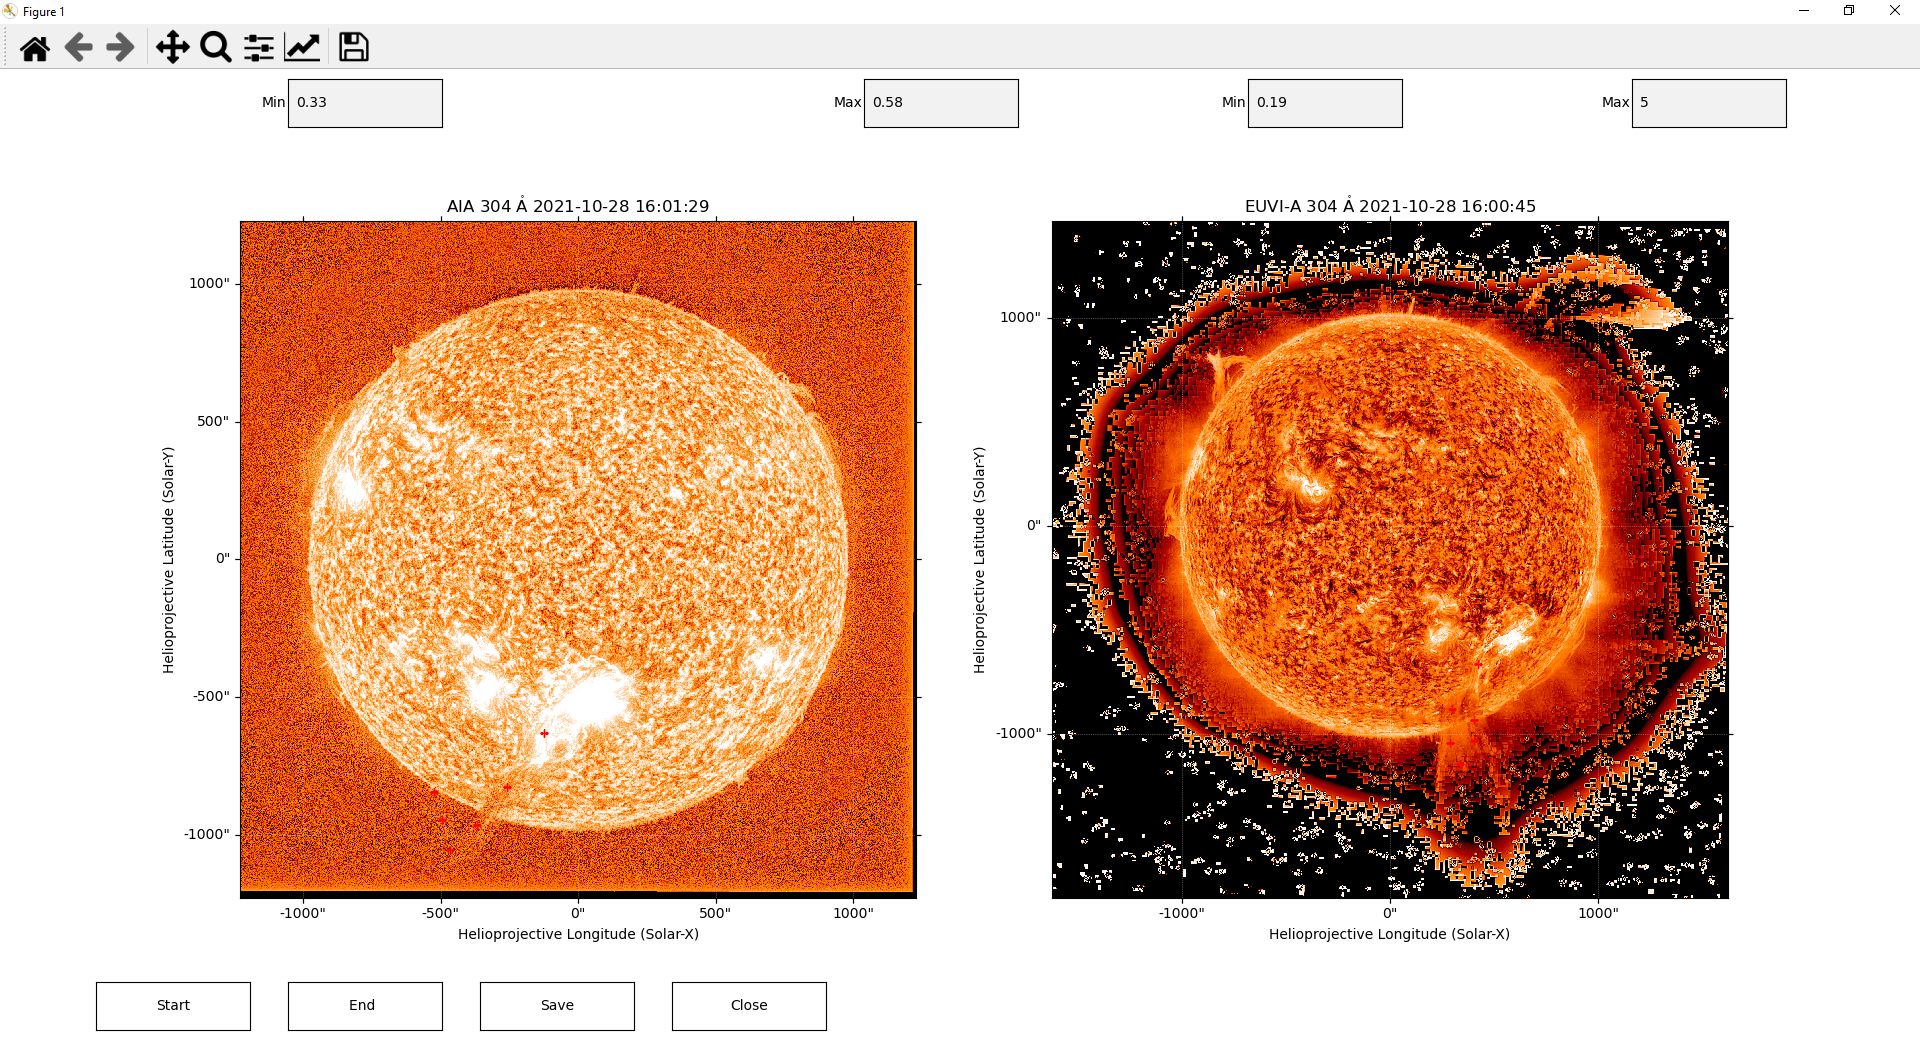 Figure 1
Min 0.33 Max 0.58 Min 0.19 Max 5
AIA 304 Å 2021-10-28 16:01:29
1000"
500"
0"
-500"
-1000"
Helioprojective Latitude (Solar-Y)
-1000" -500" 0" 500" 1000"
Helioprojective Longitude (Solar-X)
EUVI-A 304 Å 2021-10-28 16:00:45
1000"
0"
-1000"
Helioprojective Latitude (Solar-Y)
-1000" 0" 1000"
Helioprojective Longitude (Solar-X)
Start End Save Close